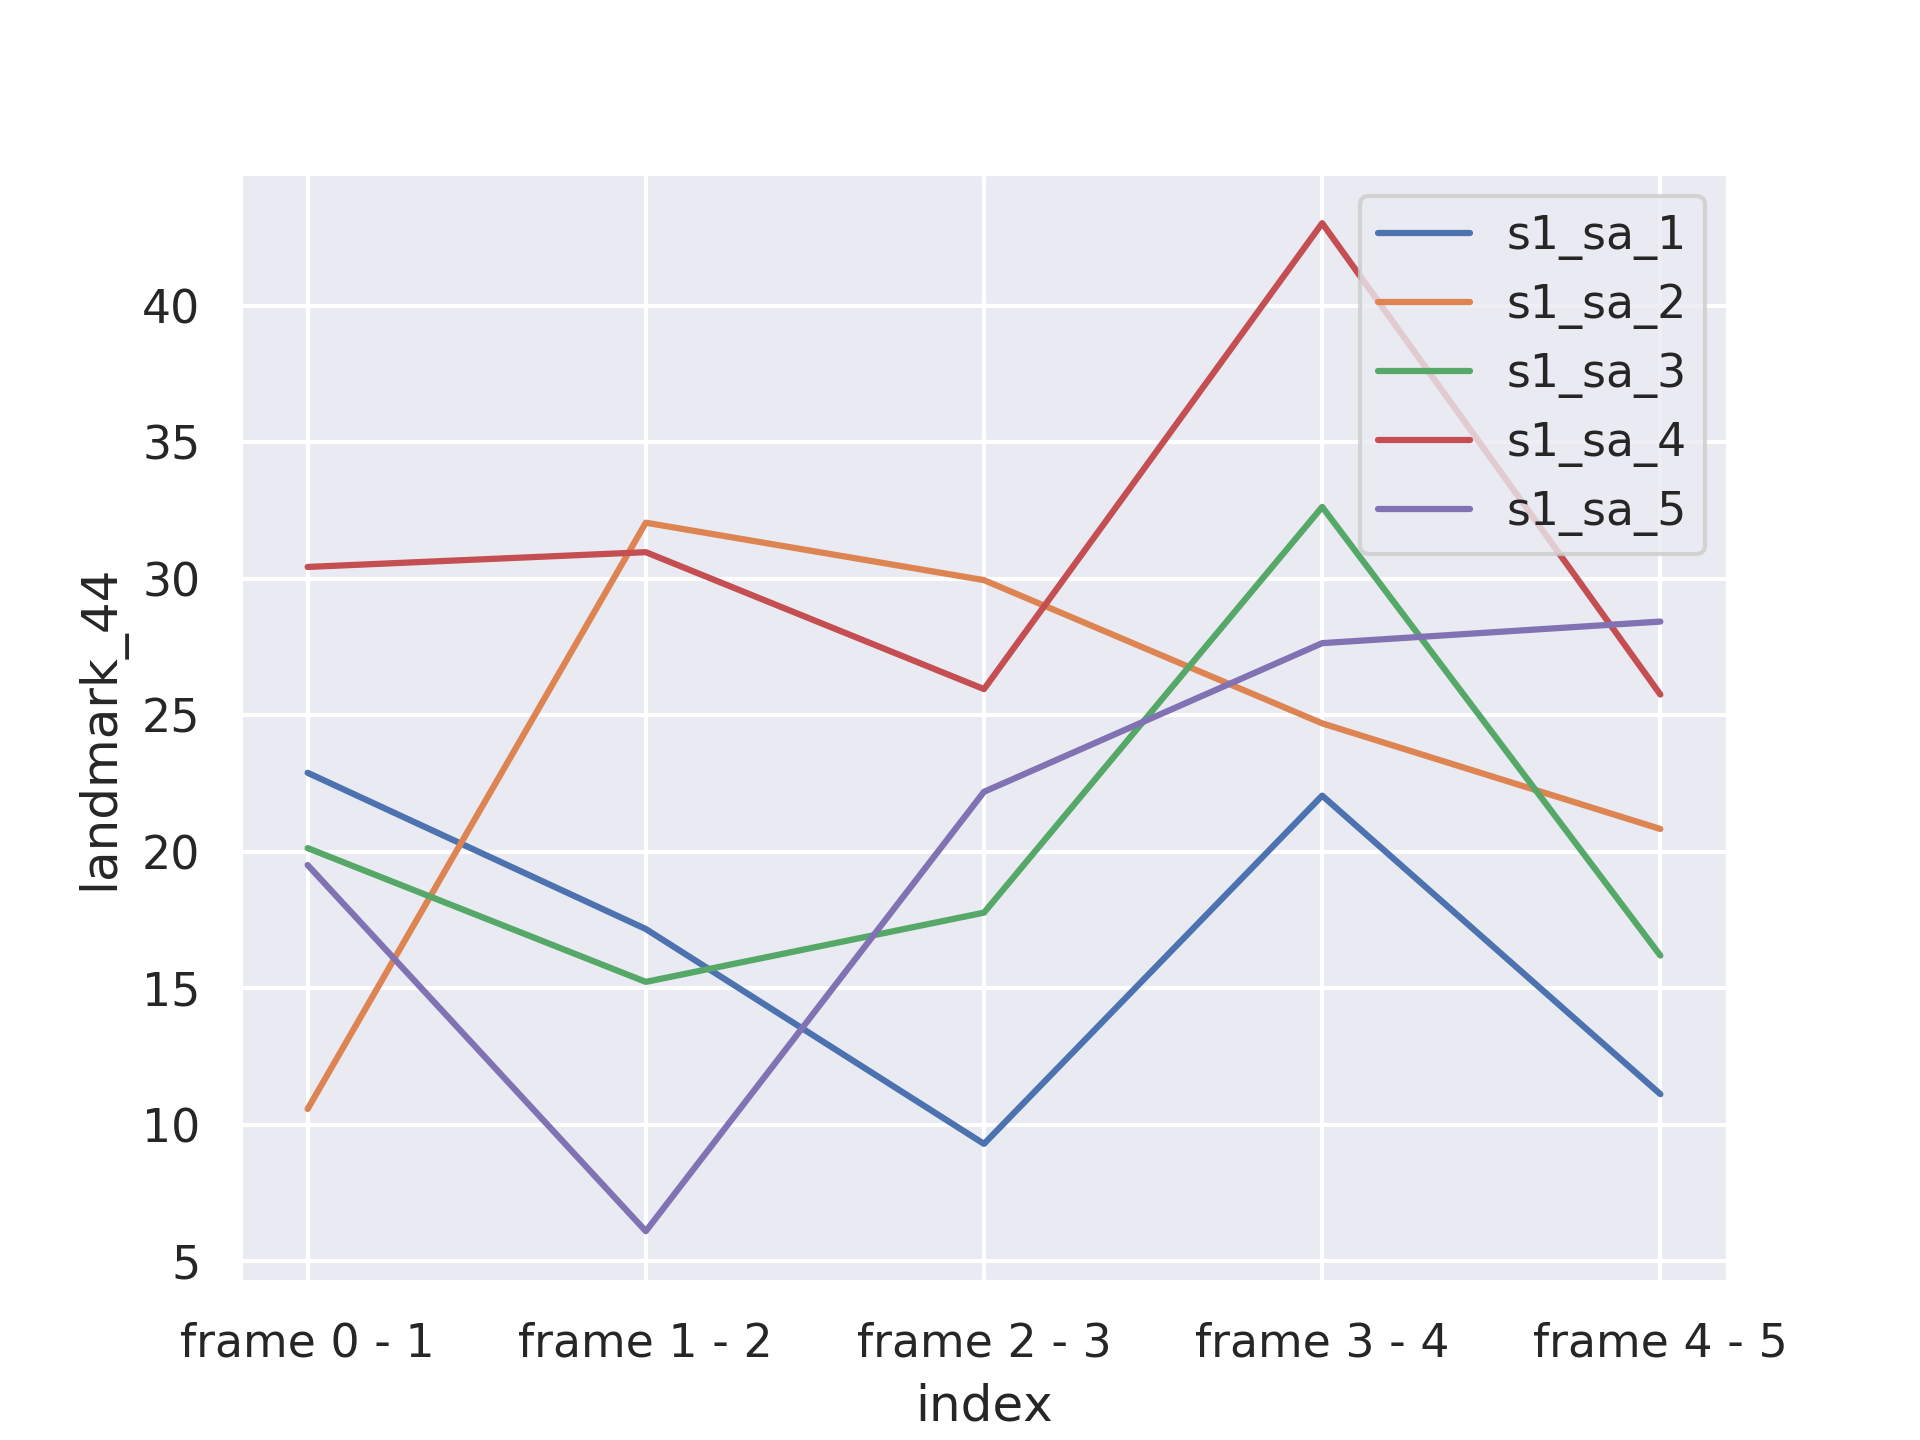 s1_sa_1
s1_sa_2
s1_sa_3
s1_sa_4
s1_sa_5
40
35
30
25
20
15
10
5
landmark_44
frame 0 - 1 frame 1 - 2 frame 2 - 3 frame 3 - 4 frame 4 - 5
index